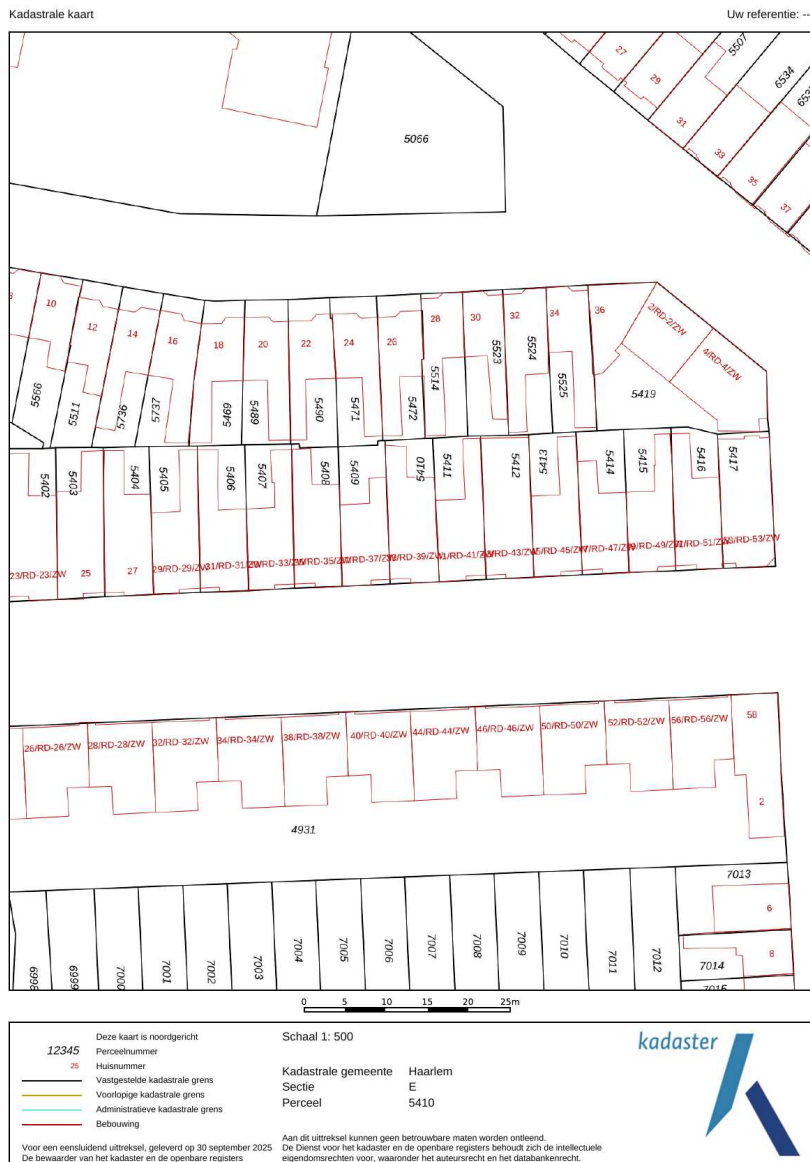 Kadastrale kaart
Uw referentie: --
27
29
31
33
35
37
5507
6534
5066
10
12
14
16
18
20
22
24
26
28
30
32
34
36
2/RD-2/ZW
4/RD-4/ZW
5566
5511
5736
5737
5499
5489
5490
5471
5472
5514
5523
5524
5525
5419
5402
5403
5404
5405
5406
5407
5408
5409
5410
5411
5412
5413
5414
5415
5416
5417
23/RD-23/ZW
25
27
26/RD-26/ZW
28/RD-28/ZW
32/RD-32/ZW
34/RD-34/ZW
38/RD-38/ZW
40/RD-40/ZW
44/RD-44/ZW
46/RD-46/ZW
50/RD-50/ZW
52/RD-52/ZW
56/RD-56/ZW
58
2
4931
7013
6
8
7014
6998
6999
7000
7001
7002
7003
7004
7005
7006
7007
7008
7009
7010
7011
7012
7015
0 5 10 15 20 25m
Deze kaart is noordgericht
12345 Perceelnummer
25 Huisnummer
Vastgestelde kadastrale grens
Voorlopige kadastrale grens
Administratieve kadastrale grens
Bebouwing
Voor een eensluidend uittreksel, geleverd op 30 september 2025
De bewaarder van het kadaster en de openbare registers
Schaal 1: 500
Kadastrale gemeente Haarlem
Sectie E
Perceel 5410
Aan dit uittreksel kunnen geen betrouwbare maten worden ontleend.
De Dienst voor het kadaster en de openbare registers behoudt zich de intellectuele
eigendomsrechten voor, waaronder het auteursrecht en het databankenrecht.
kadaster